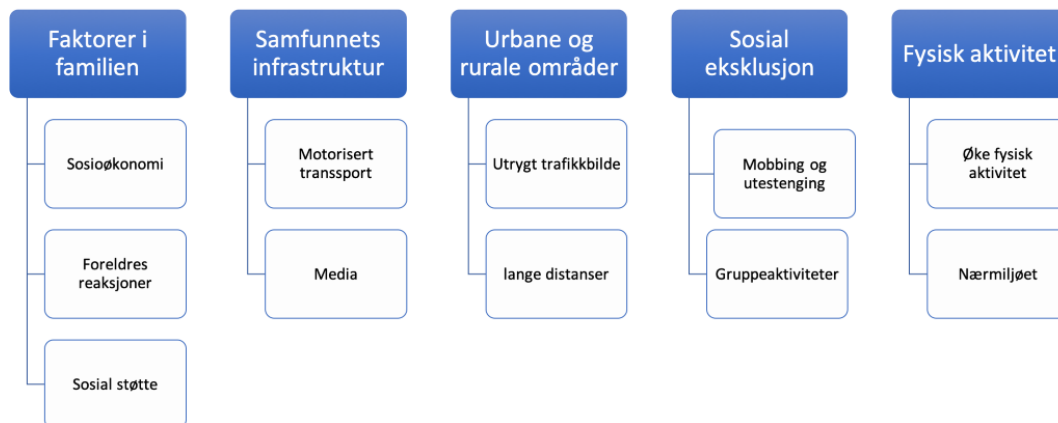 Faktorer i
familien
Sosioøkonomi
Foreldres
reaksjoner
Sosial støtte
Samfunnets
infrastruktur
Motorisert
transsport
Media
Urbane og
rurale områder
Utrygt trafikkbilde
lange distanser
Sosial
eksklusjon
Mobbing og
utestenging
Gruppeaktiviteter
Fysisk aktivitet
Øke fysisk
aktivitet
Nærmiljøet